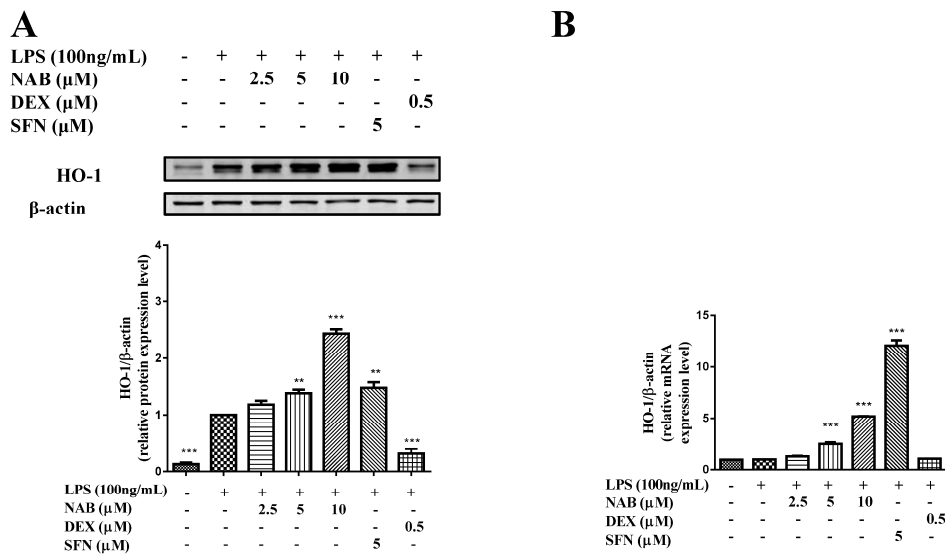 A
LPS (100ng/mL) - + + + + + +
NAB (µM) - - 2.5 5 10 - -
DEX (µM) - - - - - - 0.5
SFN (µM) - - - - - 5 -
HO-1
β-actin
HO-1/β-actin
(relative protein expression level)
4
3
2
1
0
*** ** *** ** ***
LPS (100ng/mL) - + + + + + +
NAB (µM) - - 2.5 5 10 - -
DEX (µM) - - - - - - 0.5
SFN (µM) - - - - - 5 -
B
HO-1/β-actin
(relative mRNA
expression level)
15
10
5
0
*** *** ***
LPS (100ng/mL) - + + + + + +
NAB (µM) - - 2.5 5 10 - -
DEX (µM) - - - - - - 0.5
SFN (µM) - - - - - 5 -